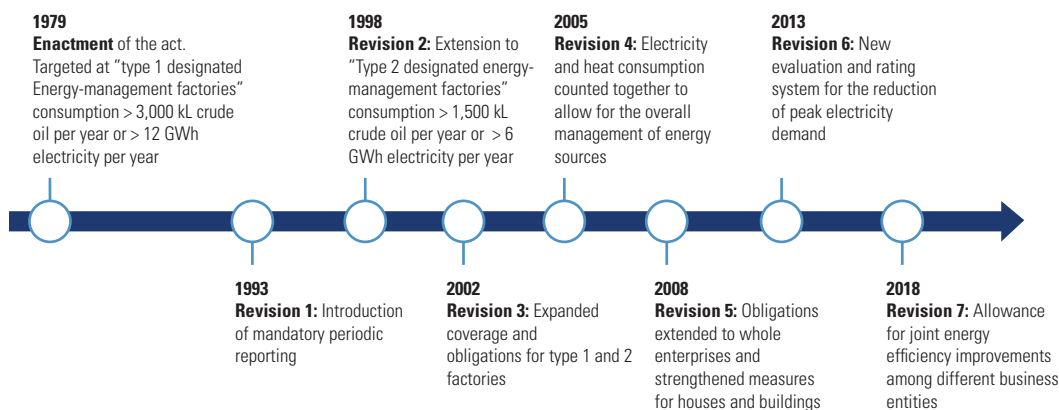 1979
Enactment of the act.
Targeted at “type 1 designated
Energy-management factories”
consumption > 3,000 kL crude
oil per year or > 12 GWh
electricity per year
1998
Revision 2: Extension to
”Type 2 designated energy-
management factories”
consumption > 1,500 kL
crude oil per year or > 6
GWh electricity per year
2005
Revision 4: Electricity
and heat consumption
counted together to
allow for the overall
management of energy
sources
2013
Revision 6: New
evaluation and rating
system for the reduction
of peak electricity
demand
1993
Revision 1: Introduction
of mandatory periodic
reporting
2002
Revision 3: Expanded
coverage and
obligations for type 1 and 2
factories
2008
Revision 5: Obligations
extended to whole
enterprises and
strengthened measures
for houses and buildings
2018
Revision 7: Allowance
for joint energy
efficiency improvements
among different business
entities